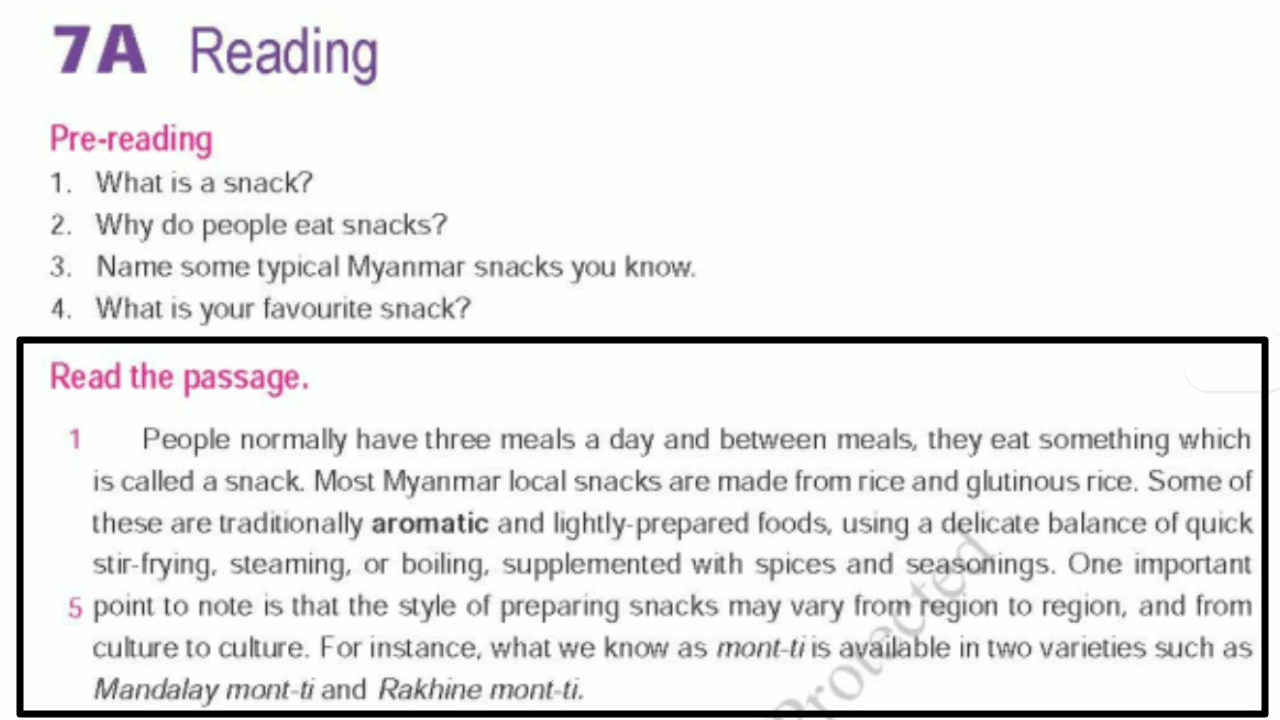 7A Reading
Pre-reading
1. What is a snack?
2. Why do people eat snacks?
3. Name some typical Myanmar snacks you know.
4. What is your favourite snack?
Read the passage.
1 People normally have three meals a day and between meals, they eat something which
is called a snack. Most Myanmar local snacks are made from rice and glutinous rice. Some of
these are traditionally aromatic and lightly-prepared foods, using a delicate balance of quick
stir-frying, steaming, or boiling, supplemented with spices and seasonings. One important
5 point to note is that the style of preparing snacks may vary from region to region, and from
culture to culture. For instance, what we know as mont-ti is available in two varieties such as
Mandalay mont-ti and Rakhine mont-ti.
Protected